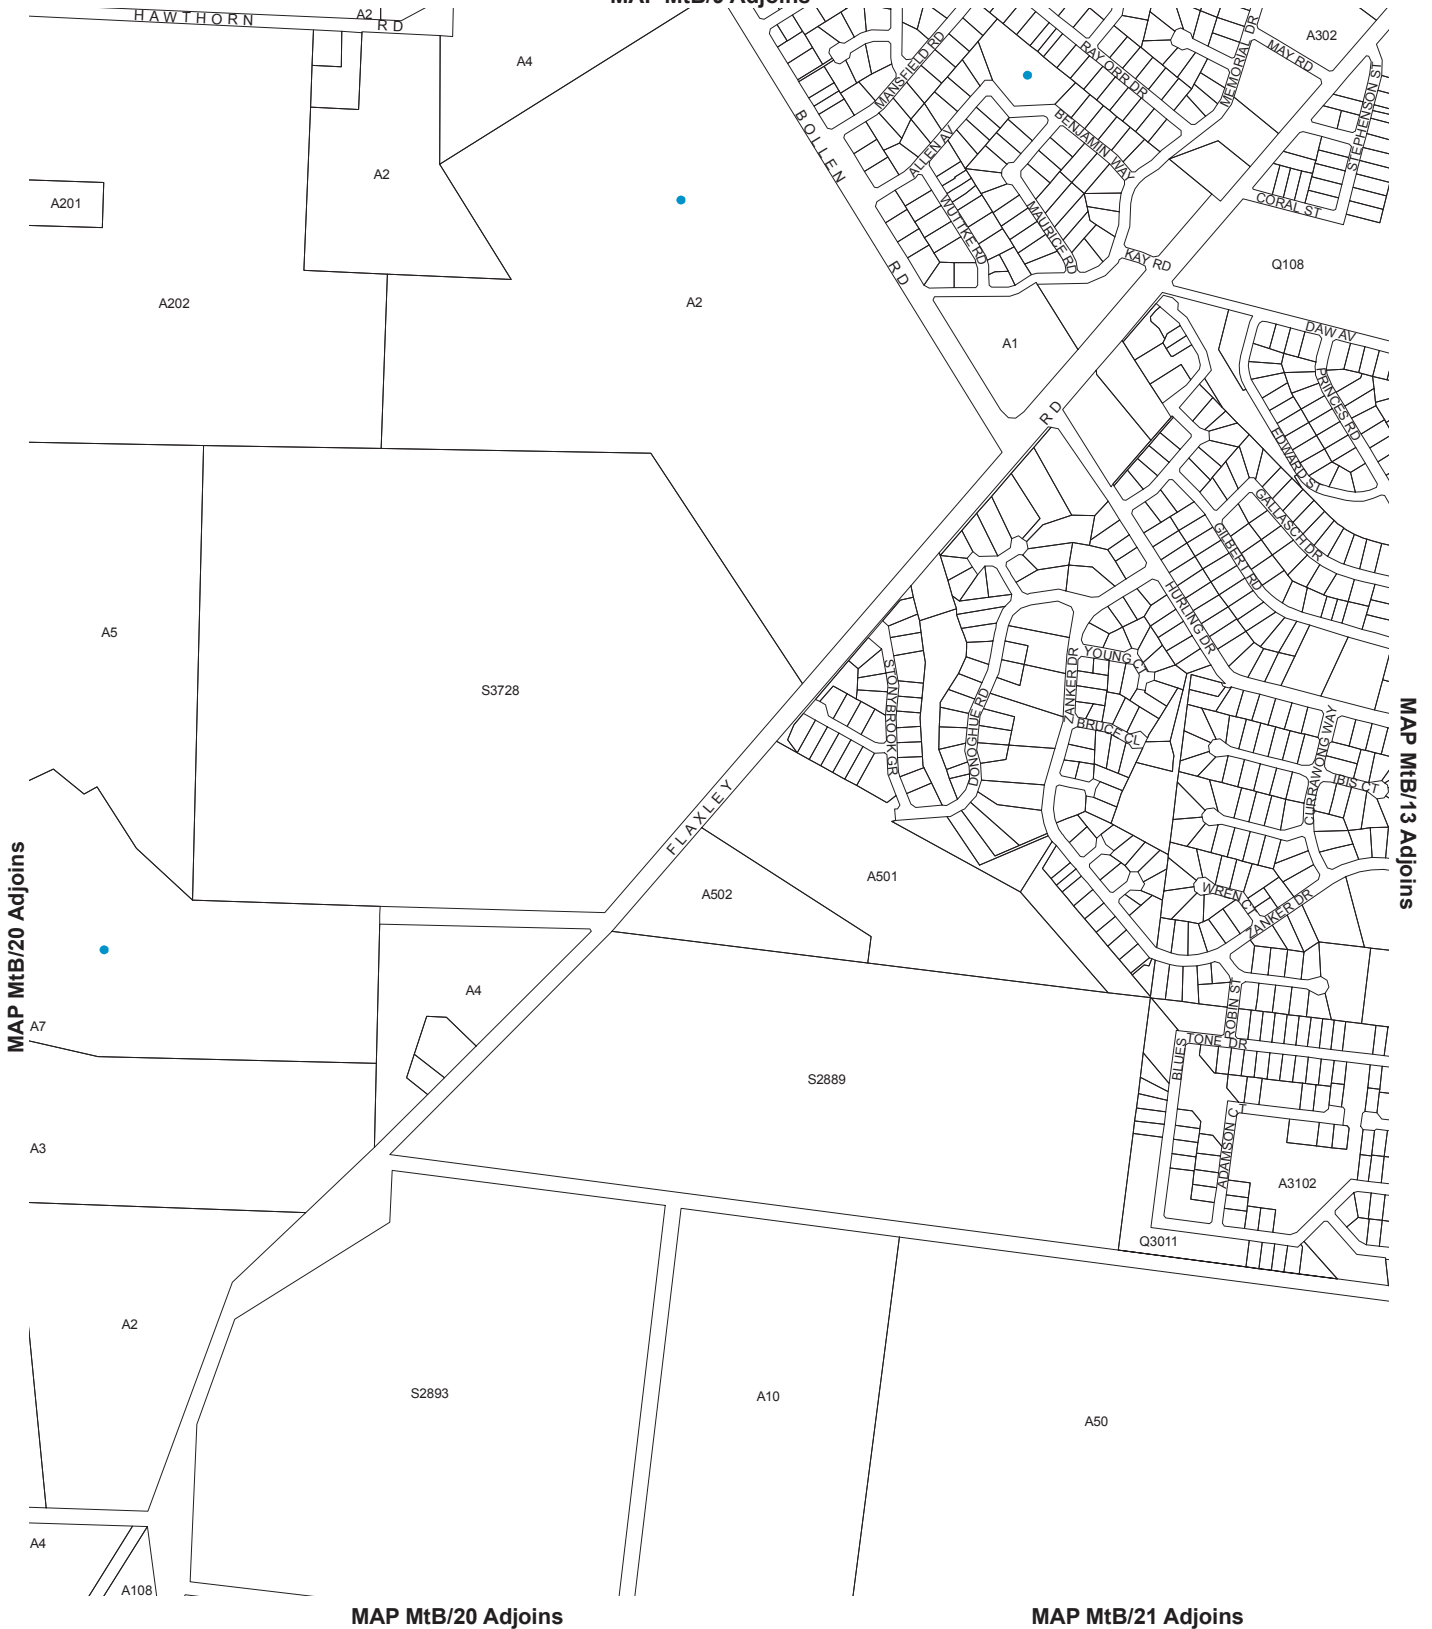 HAWTHORN RD
A2
A4
A302
MANSFIELD RD
RAY ORR DR
MEMORIAL DR
MAY RD
STEPHENSON ST
BOLLEN RD
ALLEN AV
BENJAMIN WAY
A2
A201
WUTTKE RD
MAURICE RD
CORAL ST
KAY RD
Q108
A202
A2
A1
DAW AV
PRINCES RD
EDWARD ST
GALLASCH DR
GILBERT RD
HURLING DR
A5
S3728
STONYBROOK GR
DONOGHUE RD
ZANKER DR
YOUNG CT
BRUCE CL
CURRAWONG WAY
IBIS CT
MAP MtB/13 Adjoins
FLAXLEY RD
A501
A502
WREN CT
ZANKER DR
MAP MtB/20 Adjoins
A7
A4
ROBIN ST
BLUES TONE DR
S2889
A3
ADAMSON CT
A3102
Q3011
A2
S2893
A10
A50
A4
A108
MAP MtB/20 Adjoins
MAP MtB/21 Adjoins